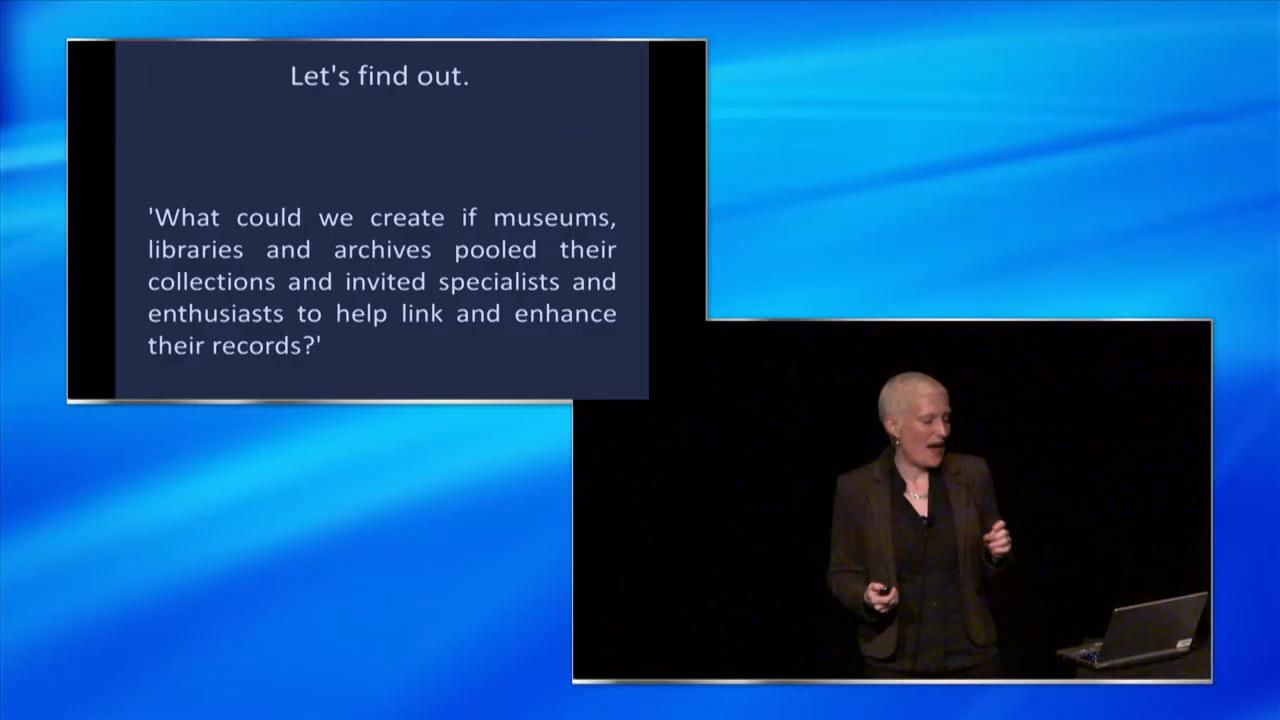 Let's find out.
'What could we create if museums,
libraries and archives pooled their
collections and invited specialists and
enthusiasts to help link and enhance
their records?'